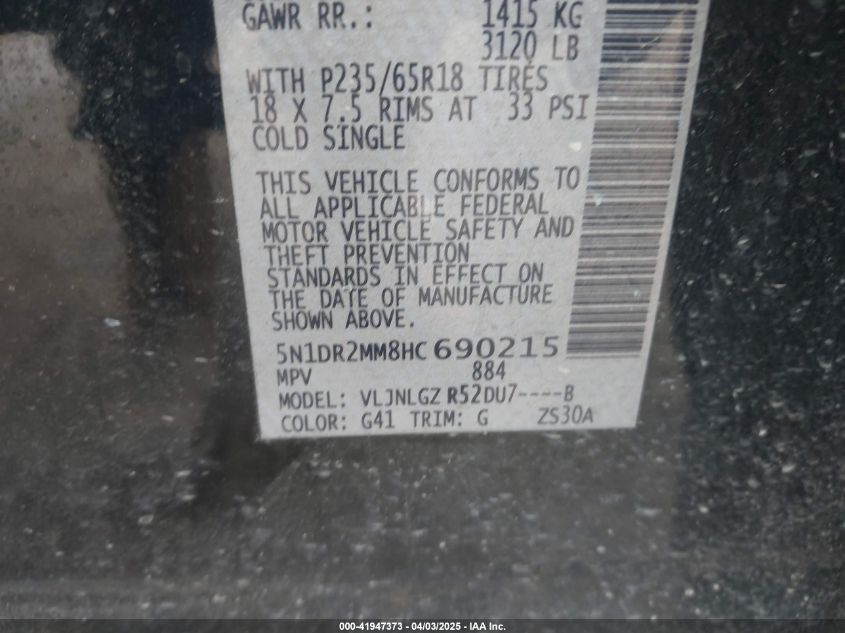 GAWR RR.: 1415 KG
3120 LB
WITH P235/65R18 TIRES
18 X 7.5 RIMS AT 33 PSI
COLD SINGLE
THIS VEHICLE CONFORMS TO
ALL APPLICABLE FEDERAL
MOTOR VEHICLE SAFETY AND
THEFT PREVENTION
STANDARDS IN EFFECT ON
THE DATE OF MANUFACTURE
SHOWN ABOVE.
5N1DR2MM8HC690215
MPV 884
MODEL: VLJNLGZ R52DU7----B
COLOR: G41 TRIM: G ZS30A
000-41947373 - 04/03/2025 - IAA Inc.